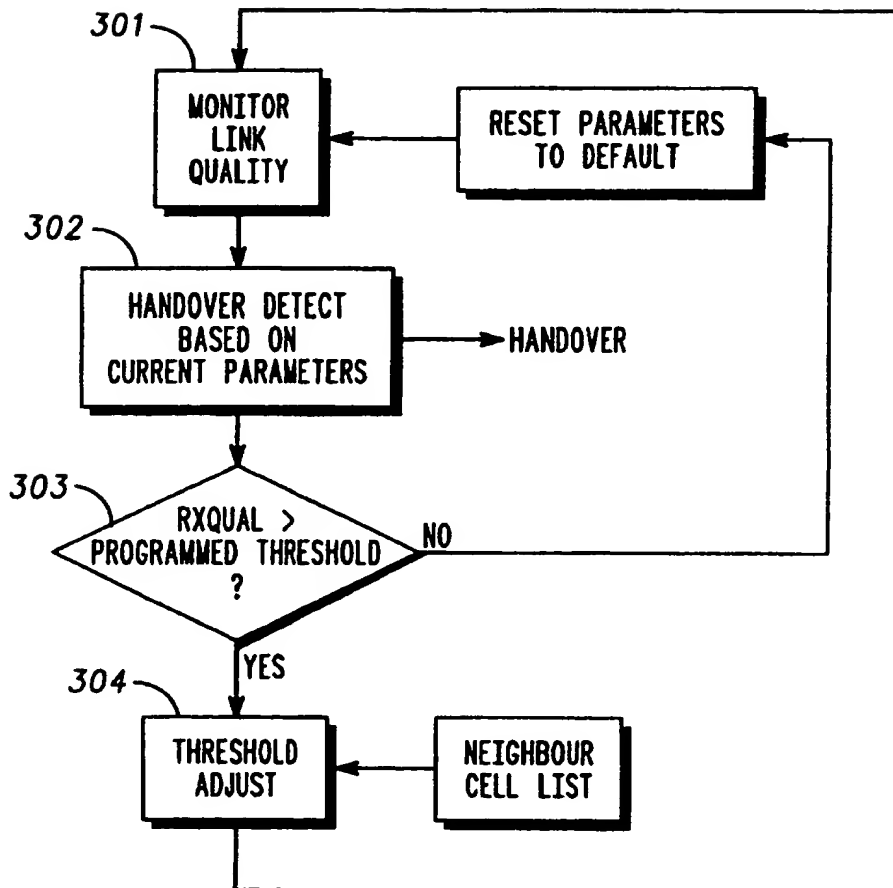 301
MONITOR
LINK
QUALITY
RESET PARAMETERS
TO DEFAULT
302
HANDOVER DETECT
BASED ON
CURRENT PARAMETERS
HANDOVER
303
RXQUAL >
PROGRAMMED THRESHOLD
?
NO
YES
304
THRESHOLD
ADJUST
NEIGHBOUR
CELL LIST